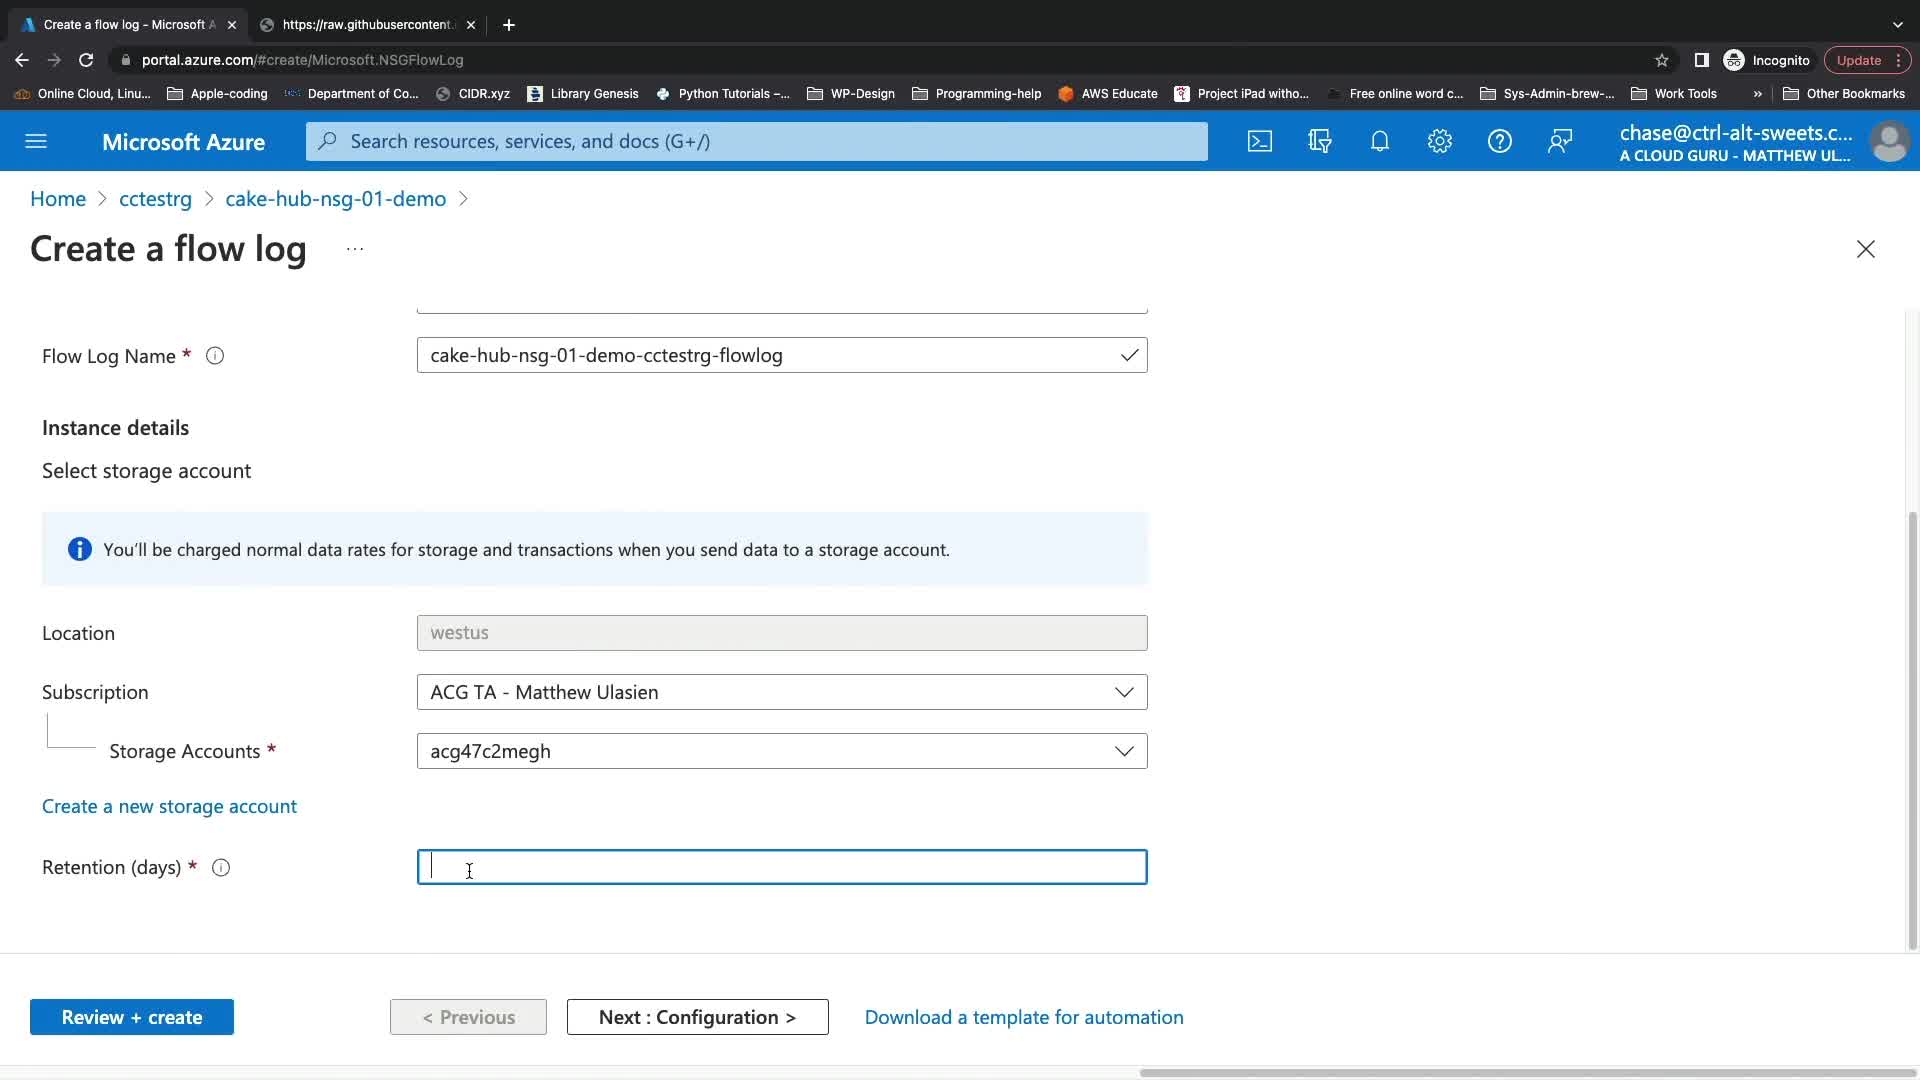 Create a flow log - Microsoft A
https://raw.githubusercontent.
portal.azure.com/#create/Microsoft.NSGFlowLog
Incognito
Update
Online Cloud, Linu...
Apple-coding
Department of Co...
CIDR.xyz
Library Genesis
Python Tutorials –...
WP-Design
Programming-help
AWS Educate
Project iPad witho...
Free online word c...
Sys-Admin-brew-...
Work Tools
»
Other Bookmarks
Microsoft Azure
Search resources, services, and docs (G+/)
chase@ctrl-alt-sweets.c...
A CLOUD GURU - MATTHEW UL...
Home > cctestrg > cake-hub-nsg-01-demo >
Create a flow log ...
Flow Log Name *
cake-hub-nsg-01-demo-cctestrg-flowlog
Instance details
Select storage account
You'll be charged normal data rates for storage and transactions when you send data to a storage account.
Location
westus
Subscription
ACG TA - Matthew Ulasien
Storage Accounts *
acg47c2megh
Create a new storage account
Retention (days) *
Review + create
< Previous
Next : Configuration >
Download a template for automation